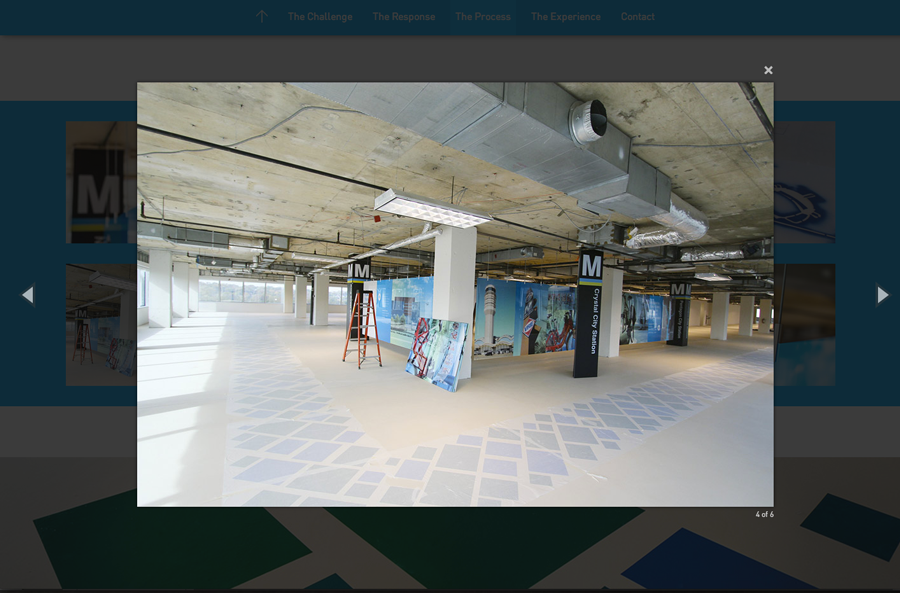 The Challenge
The Response
The Process
The Experience
Contact
×
M
M
M
M
Crystal City Station
M
4 of 6